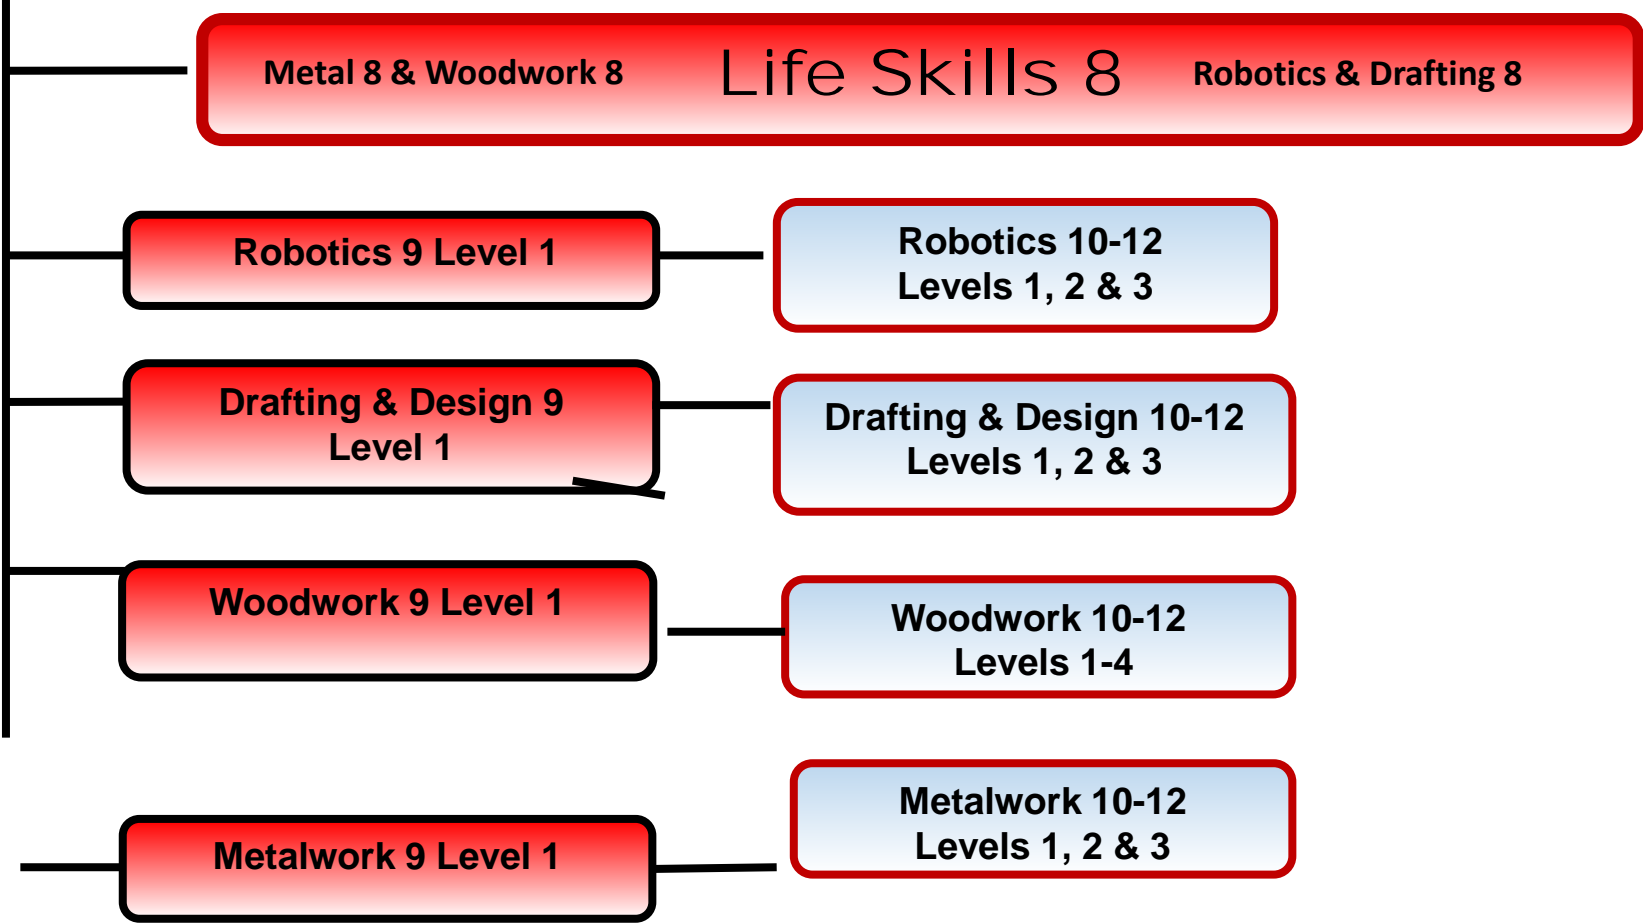 Metal 8 & Woodwork 8 Life Skills 8 Robotics & Drafting 8
Robotics 9 Level 1
Robotics 10-12
Levels 1, 2 & 3
Drafting & Design 9
Level 1
Drafting & Design 10-12
Levels 1, 2 & 3
Woodwork 9 Level 1
Woodwork 10-12
Levels 1-4
Metalwork 9 Level 1
Metalwork 10-12
Levels 1, 2 & 3